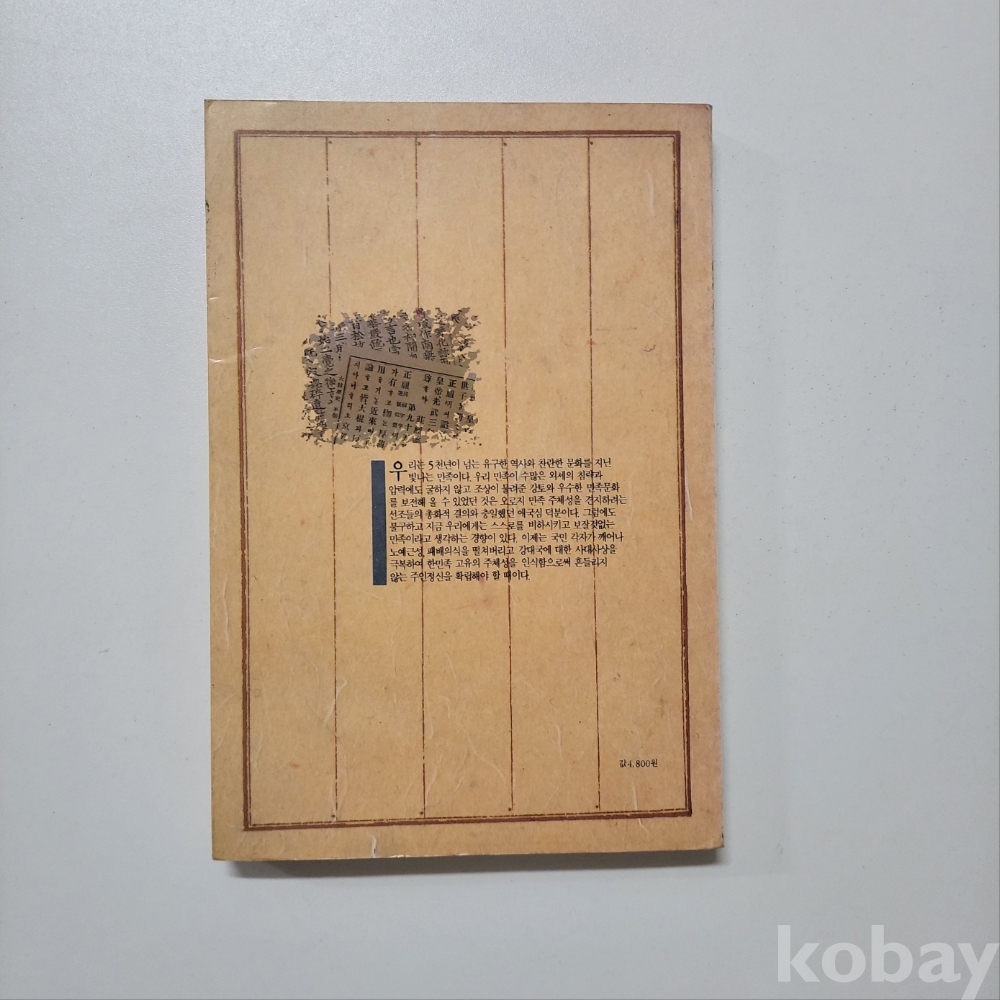 우리는 5천년이 넘는 유구한 역사와 찬란한 문화를 지닌
빛나는 민족이다. 우리 민족이 수많은 외세의 침략과
압력에도 굴하지 않고 조상이 물려준 강토와 우수한 민족문화
를 보전해 올 수 있었던 것은 오로지 민족 주체성을 견지하려는
선조들의 총화적 결의와 충일했던 애국심 덕분이다. 그럼에도
불구하고 지금 우리에게는 스스로를 비하시키고 보잘것없는
민족이라고 생각하는 경향이 있다. 이제는 국민 각자가 깨어나
노예근성, 패배의식을 떨쳐버리고 강대국에 대한 사대사상을
극복하여 한민족 고유의 주체성을 인식함으로써 흔들리지
않는 주인정신을 확립해야 할 때이다.
값4,800원
kobay